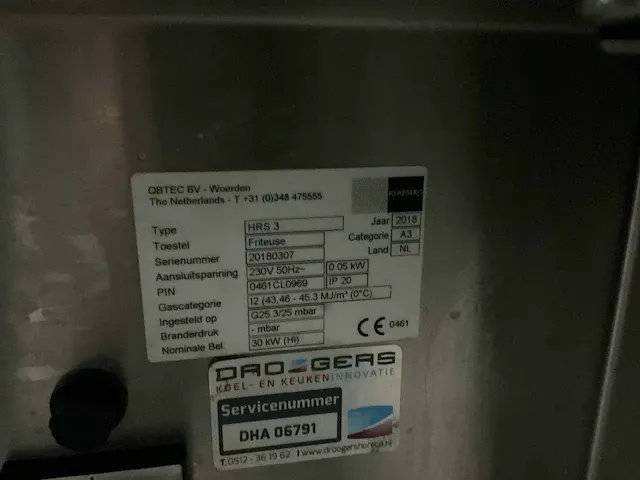 QBTEC BV - Woerden
The Netherlands - T +31 (0)348 475555
Type HRS 3 Jaar 2018
Toestel Friteuse Categorie A3
Serienummer 20180307 Land NL
Aansluitspanning 230V 50Hz~ 0.05 kW
PIN 0461CL0969 IP 20
Gascategorie I2 (43,46 - 45.3 MJ/m³ (0°C)
Ingesteld op G25.3/25 mbar
Branderdruk - mbar
Nominale Bel. 30 kW (Hi)
CE 0461
DROOGERS
KOEL- EN KEUKENINNOVATIE
Servicenummer
DHA 06791
T: 0512 - 36 19 62 I www.droogershoreca.nl